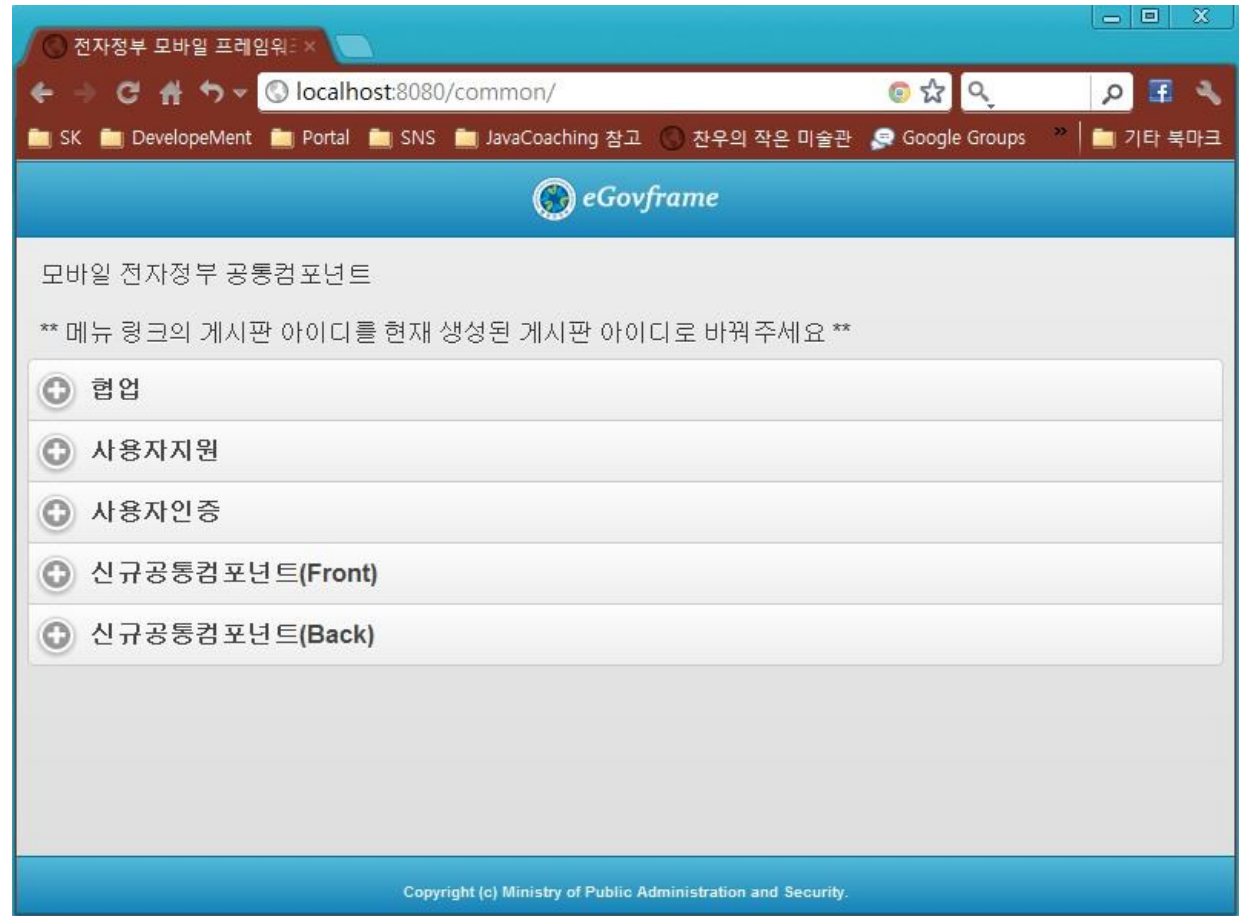 전자정부 모바일 프레임워
localhost:8080/common/
SK DevelopeMent Portal SNS JavaCoaching 참고 찬우의 작은 미술관 Google Groups » 기타 북마크
eGovframe
모바일 전자정부 공통컴포넌트
** 메뉴 링크의 게시판 아이디를 현재 생성된 게시판 아이디로 바꿔주세요 **
협업
사용자지원
사용자인증
신규공통컴포넌트(Front)
신규공통컴포넌트(Back)
Copyright (c) Ministry of Public Administration and Security.